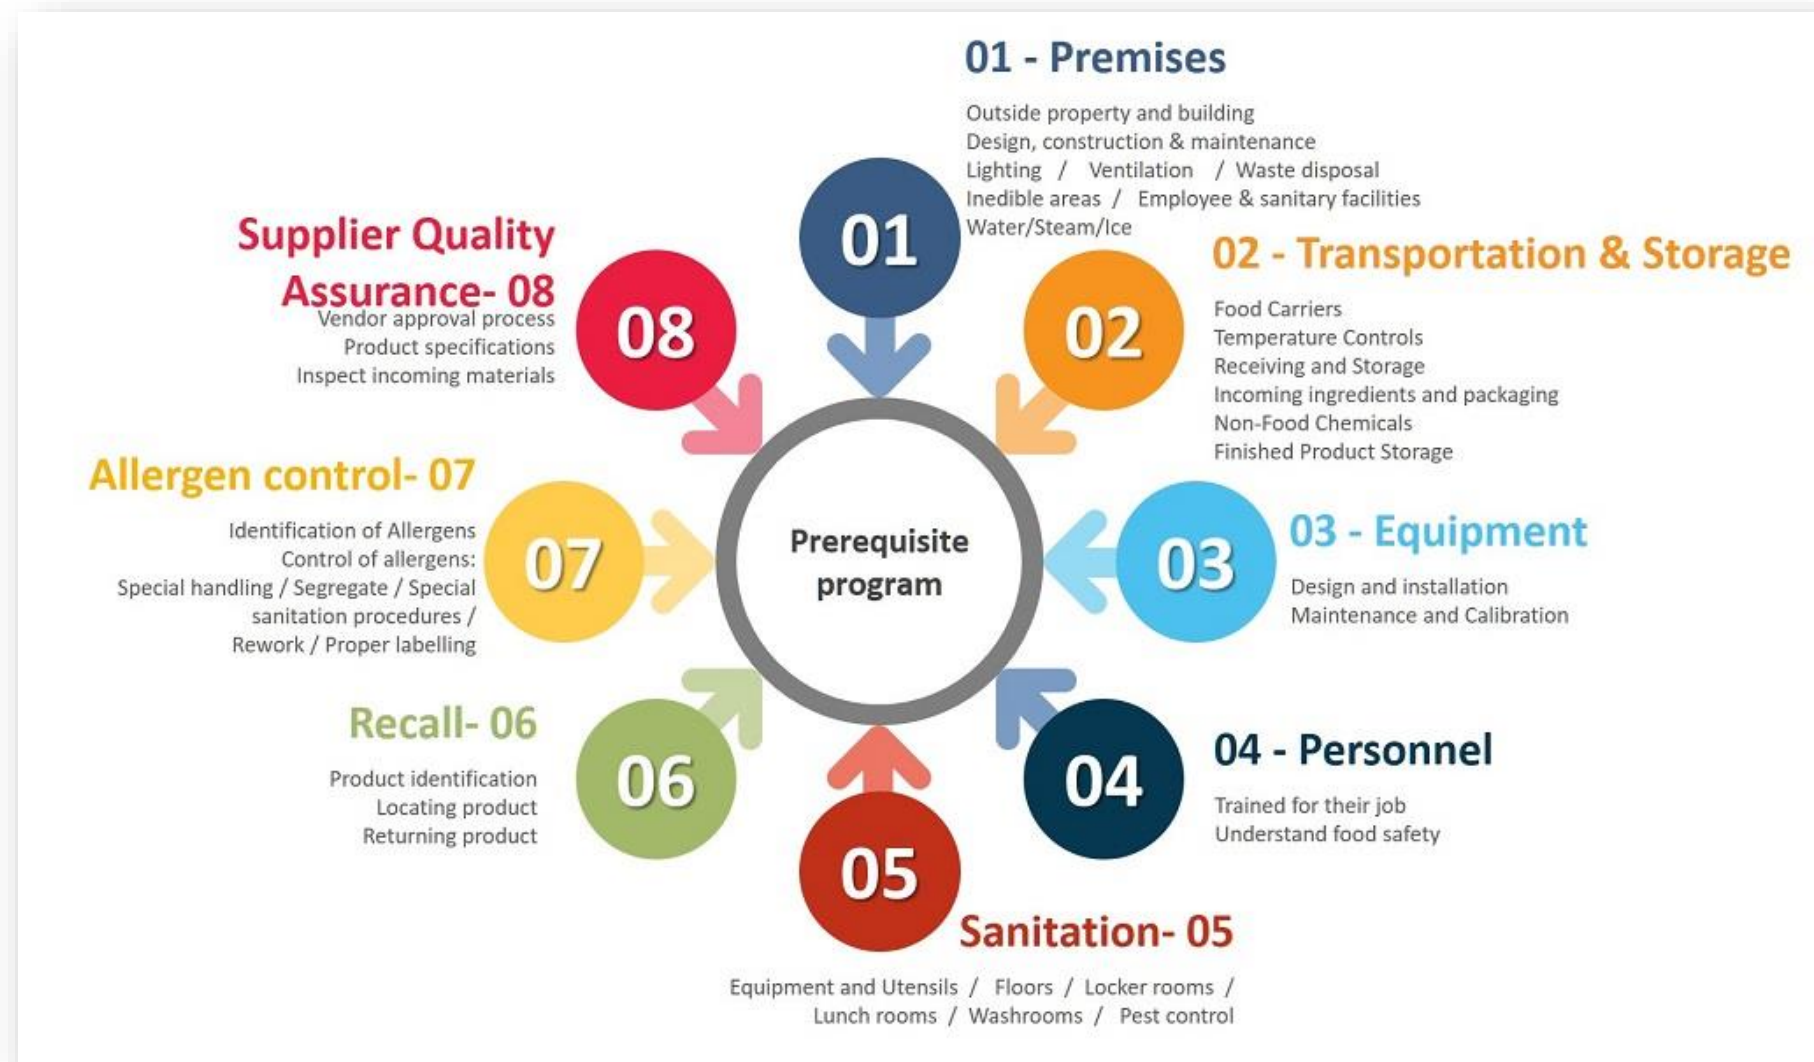 01 - Premises
Outside property and building
Design, construction & maintenance
Lighting / Ventilation / Waste disposal
Inedible areas / Employee & sanitary facilities
Water/Steam/Ice
01
02 - Transportation & Storage
Food Carriers
Temperature Controls
Receiving and Storage
Incoming ingredients and packaging
Non-Food Chemicals
Finished Product Storage
02
03 - Equipment
Design and installation
Maintenance and Calibration
03
04 - Personnel
Trained for their job
Understand food safety
04
05
Sanitation- 05
Equipment and Utensils / Floors / Locker rooms /
Lunch rooms / Washrooms / Pest control
Recall- 06
Product identification
Locating product
Returning product
06
Allergen control- 07
Identification of Allergens
Control of allergens:
Special handling / Segregate / Special
sanitation procedures /
Rework / Proper labelling
07
Supplier Quality
Assurance- 08
Vendor approval process
Product specifications
Inspect incoming materials
08
Prerequisite
program